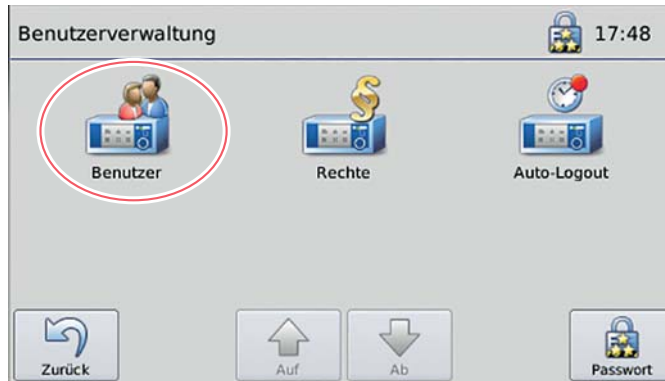 Benutzerverwaltung 17:48
Benutzer Rechte Auto-Logout
Zurück Auf Ab Passwort